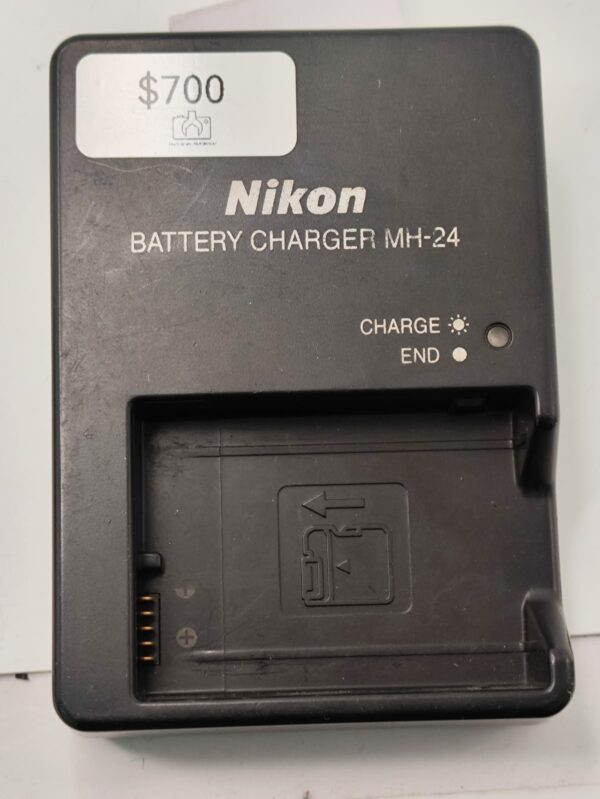 $700
Nikon
BATTERY CHARGER MH-24
CHARGE
END